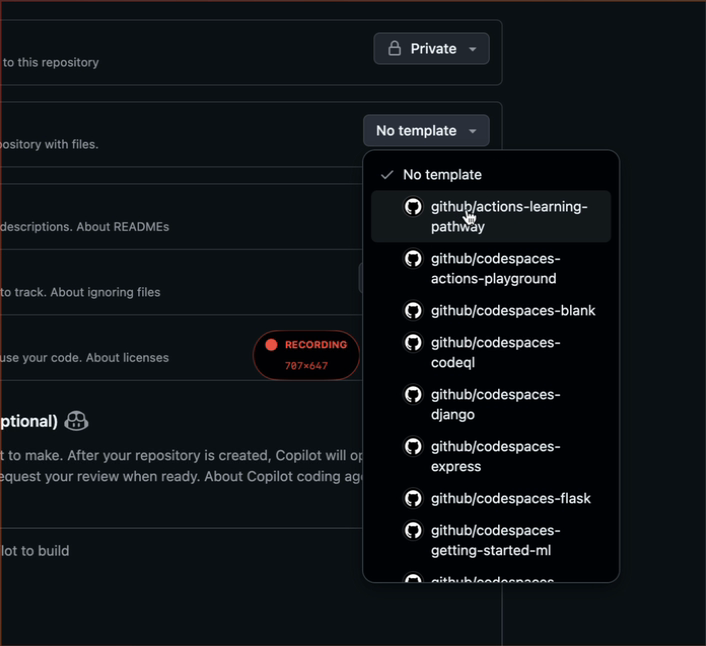 Private
to this repository
No template
pository with files.
No template
github/actions-learning-
pathway
descriptions. About READMEs
github/codespaces-
actions-playground
to track. About ignoring files
github/codespaces-blank
github/codespaces-
codeql
RECORDING
707×647
use your code. About licenses
github/codespaces-
django
ptional)
github/codespaces-
express
t to make. After your repository is created, Copilot will op
equest your review when ready. About Copilot coding age
github/codespaces-flask
github/codespaces-
getting-started-ml
lot to build
github/codespaces-